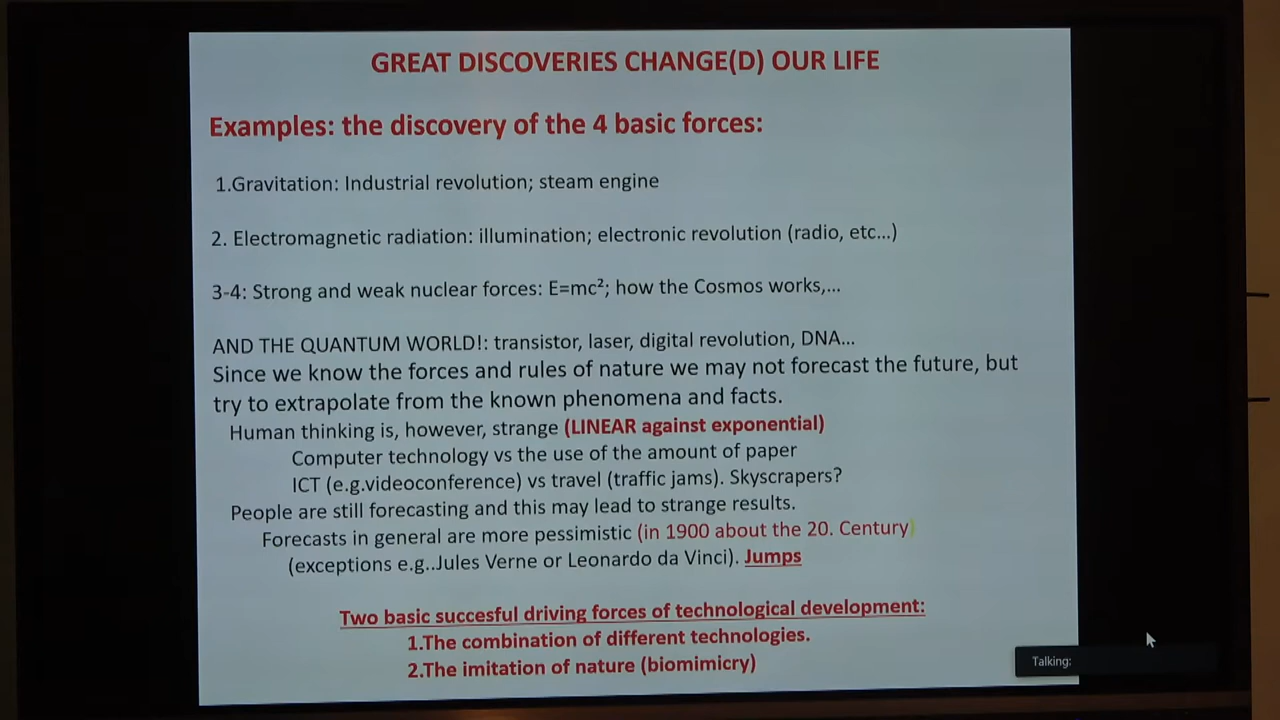 GREAT DISCOVERIES CHANGE(D) OUR LIFE
Examples: the discovery of the 4 basic forces:
1.Gravitation: Industrial revolution; steam engine
2. Electromagnetic radiation: illumination; electronic revolution (radio, etc...)
3-4: Strong and weak nuclear forces: E=mc²; how the Cosmos works,...
AND THE QUANTUM WORLD!: transistor, laser, digital revolution, DNA...
Since we know the forces and rules of nature we may not forecast the future, but
try to extrapolate from the known phenomena and facts.
Human thinking is, however, strange (LINEAR against exponential)
Computer technology vs the use of the amount of paper
ICT (e.g.videoconference) vs travel (traffic jams). Skyscrapers?
People are still forecasting and this may lead to strange results.
Forecasts in general are more pessimistic (in 1900 about the 20. Century)
(exceptions e.g..Jules Verne or Leonardo da Vinci). Jumps
Two basic succesful driving forces of technological development:
1.The combination of different technologies.
2.The imitation of nature (biomimicry)
Talking: